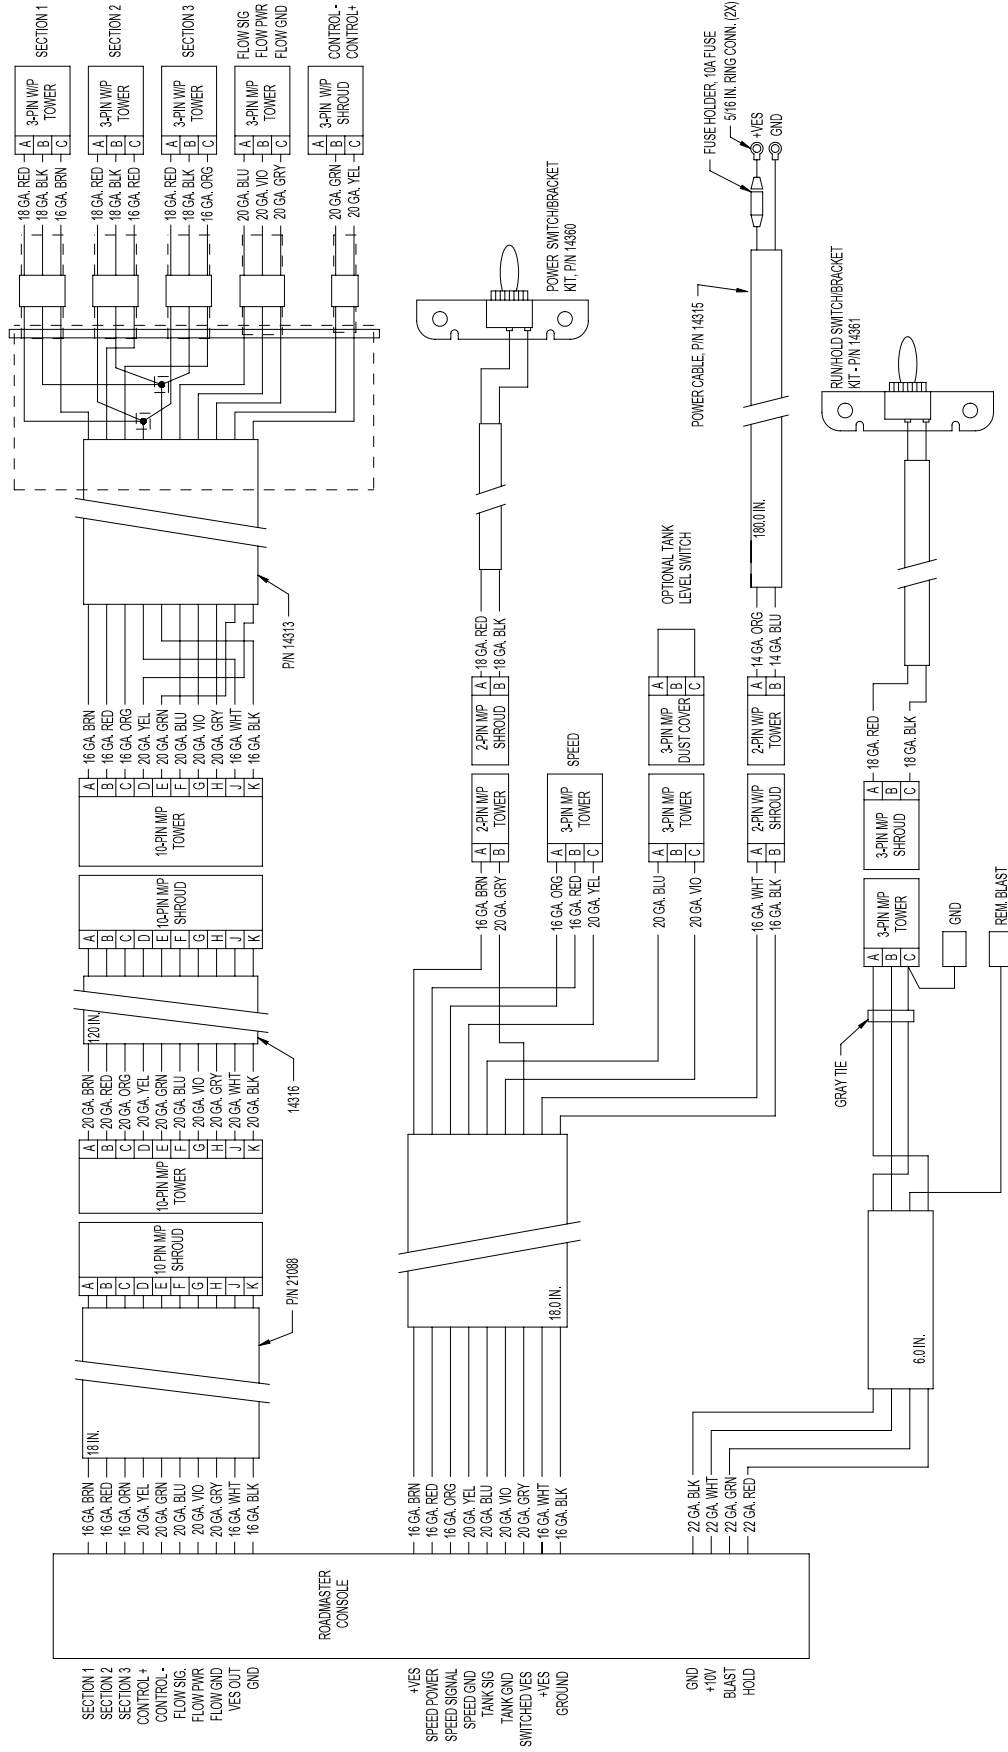 SECTION 1
SECTION 2
SECTION 3
CONTROL +
CONTROL -
FLOW SIG.
FLOW PWR
FLOW GND
VES OUT
GND
16 GA. BRN
16 GA. RED
16 GA. ORN
20 GA. YEL
20 GA. GRN
20 GA. BLU
20 GA. VIO
20 GA. GRY
16 GA. WHT
16 GA. BLK
18 IN.
P/N 21088
A
B
C
D
E
F
G
H
J
K
10 PIN M/P
SHROUD
10-PIN M/P
TOWER
A
B
C
D
E
F
G
H
J
K
20 GA. BRN
20 GA. RED
20 GA. ORG
20 GA. YEL
20 GA. GRN
20 GA. BLU
20 GA. VIO
20 GA. GRY
20 GA. WHT
20 GA. BLK
120 IN.
14316
A
B
C
D
E
F
G
H
J
K
10-PIN M/P
SHROUD
10-PIN M/P
TOWER
A
B
C
D
E
F
G
H
J
K
16 GA. BRN
16 GA. RED
16 GA. ORG
20 GA. YEL
20 GA. GRN
20 GA. BLU
20 GA. VIO
20 GA. GRY
16 GA. WHT
16 GA. BLK
P/N 14313
18 GA. RED
18 GA. BLK
16 GA. BRN
A
B
C
3-PIN W/P
TOWER
SECTION 1
18 GA. RED
18 GA. BLK
16 GA. RED
A
B
C
3-PIN W/P
TOWER
SECTION 2
18 GA. RED
18 GA. BLK
16 GA. ORG
A
B
C
3-PIN W/P
TOWER
SECTION 3
20 GA. BLU
20 GA. VIO
20 GA. GRY
A
B
C
3-PIN M/P
TOWER
FLOW SIG
FLOW PWR
FLOW GND
20 GA. GRN
20 GA. YEL
A
B
C
3-PIN W/P
SHROUD
CONTROL-
CONTROL+
ROADMASTER
CONSOLE
+VES
SPEED POWER
SPEED SIGNAL
SPEED GND
TANK SIG
TANK GND
SWITCHED VES
+VES
GROUND
16 GA. BRN
16 GA. RED
16 GA. ORG
20 GA. YEL
20 GA. BLU
20 GA. VIO
20 GA. GRY
16 GA. WHT
16 GA. BLK
18.0 IN.
16 GA. BRN
20 GA. GRY
A
B
2-PIN M/P
TOWER
2-PIN M/P
SHROUD
A
B
18 GA. RED
18 GA. BLK
POWER SWITCH/BRACKET
KIT, P/N 14360
16 GA. ORG
16 GA. RED
20 GA. YEL
A
B
C
3-PIN M/P
TOWER
SPEED
20 GA. BLU
20 GA. VIO
A
B
C
3-PIN M/P
TOWER
3-PIN M/P
DUST COVER
A
B
C
OPTIONAL TANK
LEVEL SWITCH
16 GA. WHT
16 GA. BLK
A
B
2-PIN W/P
SHROUD
2-PIN W/P
TOWER
A
B
14 GA. ORG
14 GA. BLU
180.0 IN.
POWER CABLE, P/N 14315
FUSE HOLDER, 10A FUSE
5/16 IN. RING CONN. (2X)
+VES
GND
GND
+10V
BLAST
HOLD
22 GA. BLK
22 GA. WHT
22 GA. GRN
22 GA. RED
6.0 IN.
GRAY TIE
A
B
C
3-PIN M/P
TOWER
3-PIN M/P
SHROUD
A
B
C
18 GA. RED
18 GA. BLK
RUN/HOLD SWITCH/BRACKET
KIT - P/N 14361
GND
REM. BLAST